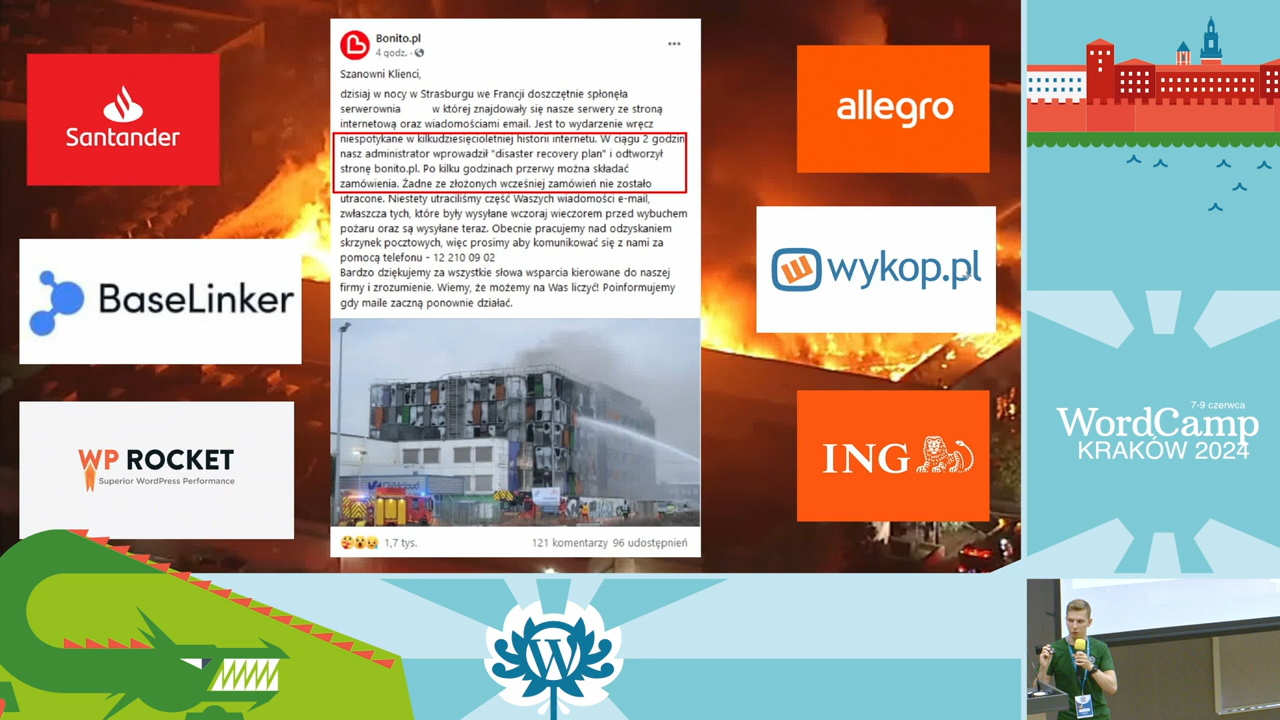 Santander
BaseLinker
WP ROCKET
Superior WordPress Performance
Bonito.pl
4 godz. ·
Szanowni Klienci,
dzisiaj w nocy w Strasburgu we Francji doszczętnie spłonęła
serwerownia w której znajdowały się nasze serwery ze stroną
internetową oraz wiadomościami email. Jest to wydarzenie wręcz
niespotykane w kilkudziesięcioletniej historii internetu. W ciągu 2 godzin
nasz administrator wprowadził "disaster recovery plan" i odtworzył
stronę bonito.pl. Po kilku godzinach przerwy można składać
zamówienia. Żadne ze złożonych wcześniej zamówień nie zostało
utracone. Niestety utraciliśmy część Waszych wiadomości e-mail,
zwłaszcza tych, które były wysyłane wczoraj wieczorem przed wybuchem
pożaru oraz są wysyłane teraz. Obecnie pracujemy nad odzyskaniem
skrzynek pocztowych, więc prosimy aby komunikować się z nami za
pomocą telefonu - 12 210 09 02
Bardzo dziękujemy za wszystkie słowa wsparcia kierowane do naszej
firmy i zrozumienie. Wiemy, że możemy na Was liczyć! Poinformujemy
gdy maile zaczną ponownie działać.
1,7 tys.
121 komentarzy 96 udostępnień
allegro
wykop.pl
ING
7-9 czerwca
WordCamp
KRAKÓW 2024
W